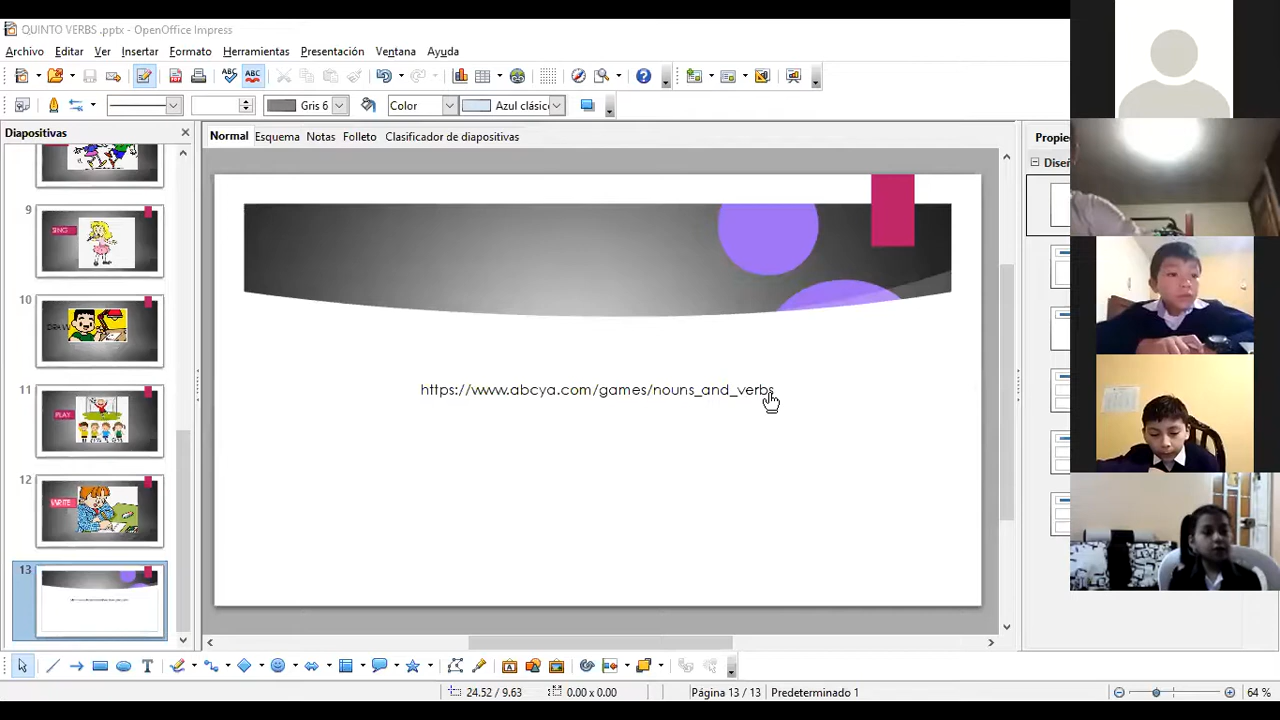 QUINTO VERBS .pptx - OpenOffice Impress
Archivo Editar Ver Insertar Formato Herramientas Presentación Ventana Ayuda
Gris 6 Color Azul clásico
Diapositivas
Normal Esquema Notas Folleto Clasificador de diapositivas
Propie
Diseñ
9
SING
10
DRAW
11
PLAY
12
WRITE
13
https://www.abcya.com/games/nouns_and_verbs
24.52 / 9.63 0.00 x 0.00 Página 13 / 13 Predeterminado 1 64 %